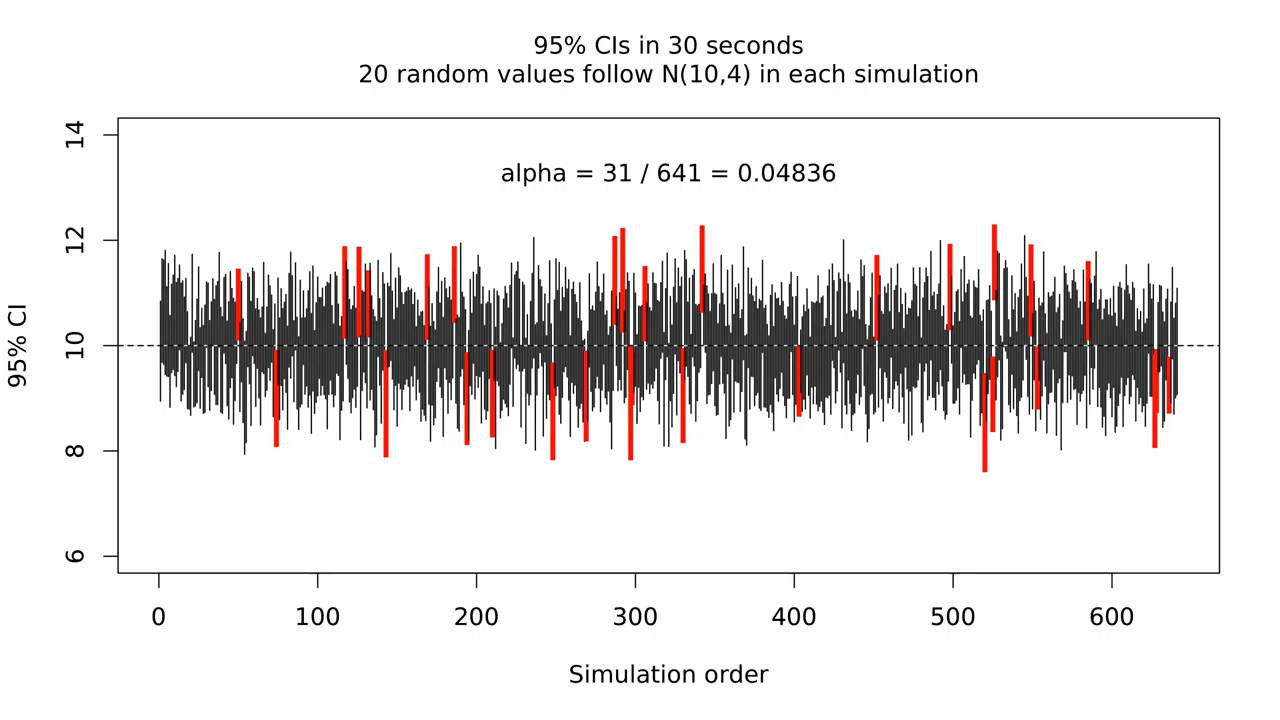 95% CIs in 30 seconds
20 random values follow N(10,4) in each simulation
alpha = 31 / 641 = 0.04836
14
12
10
8
6
95% CI
0 100 200 300 400 500 600
Simulation order